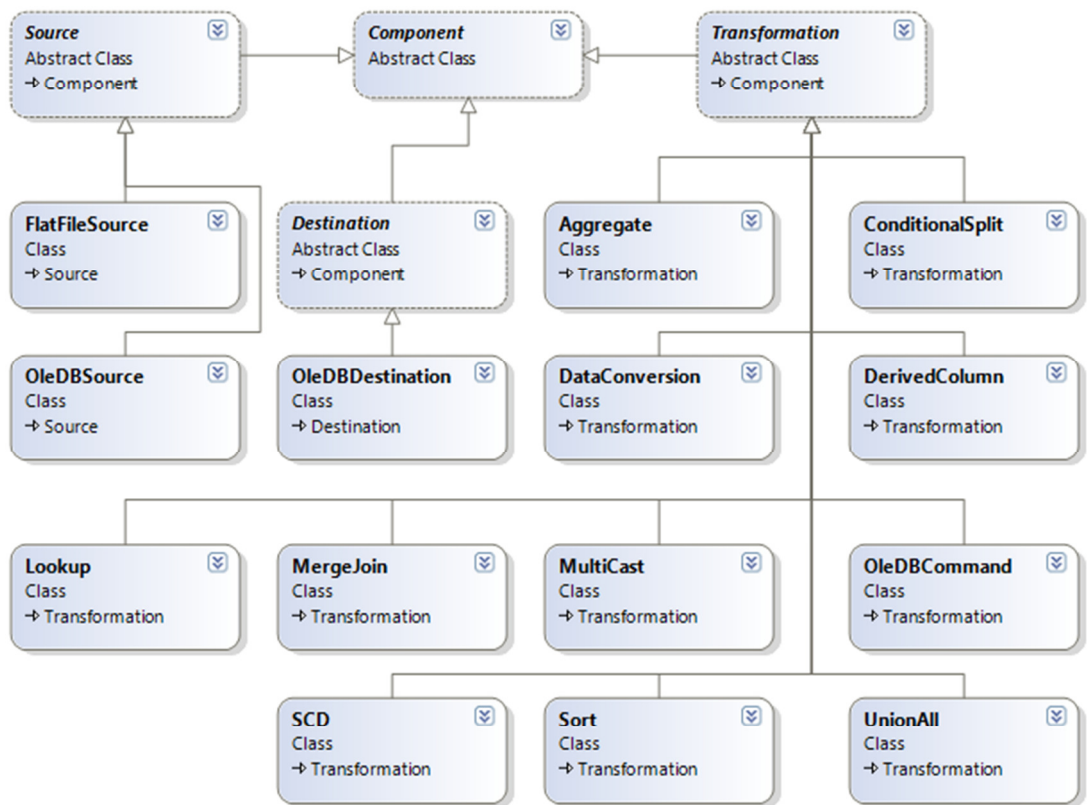 Source
Abstract Class
→ Component
Component
Abstract Class
Transformation
Abstract Class
→ Component
FlatFileSource
Class
→ Source
Destination
Abstract Class
→ Component
Aggregate
Class
→ Transformation
ConditionalSplit
Class
→ Transformation
OleDBSource
Class
→ Source
OleDBDestination
Class
→ Destination
DataConversion
Class
→ Transformation
DerivedColumn
Class
→ Transformation
Lookup
Class
→ Transformation
MergeJoin
Class
→ Transformation
MultiCast
Class
→ Transformation
OleDBCommand
Class
→ Transformation
SCD
Class
→ Transformation
Sort
Class
→ Transformation
UnionAll
Class
→ Transformation